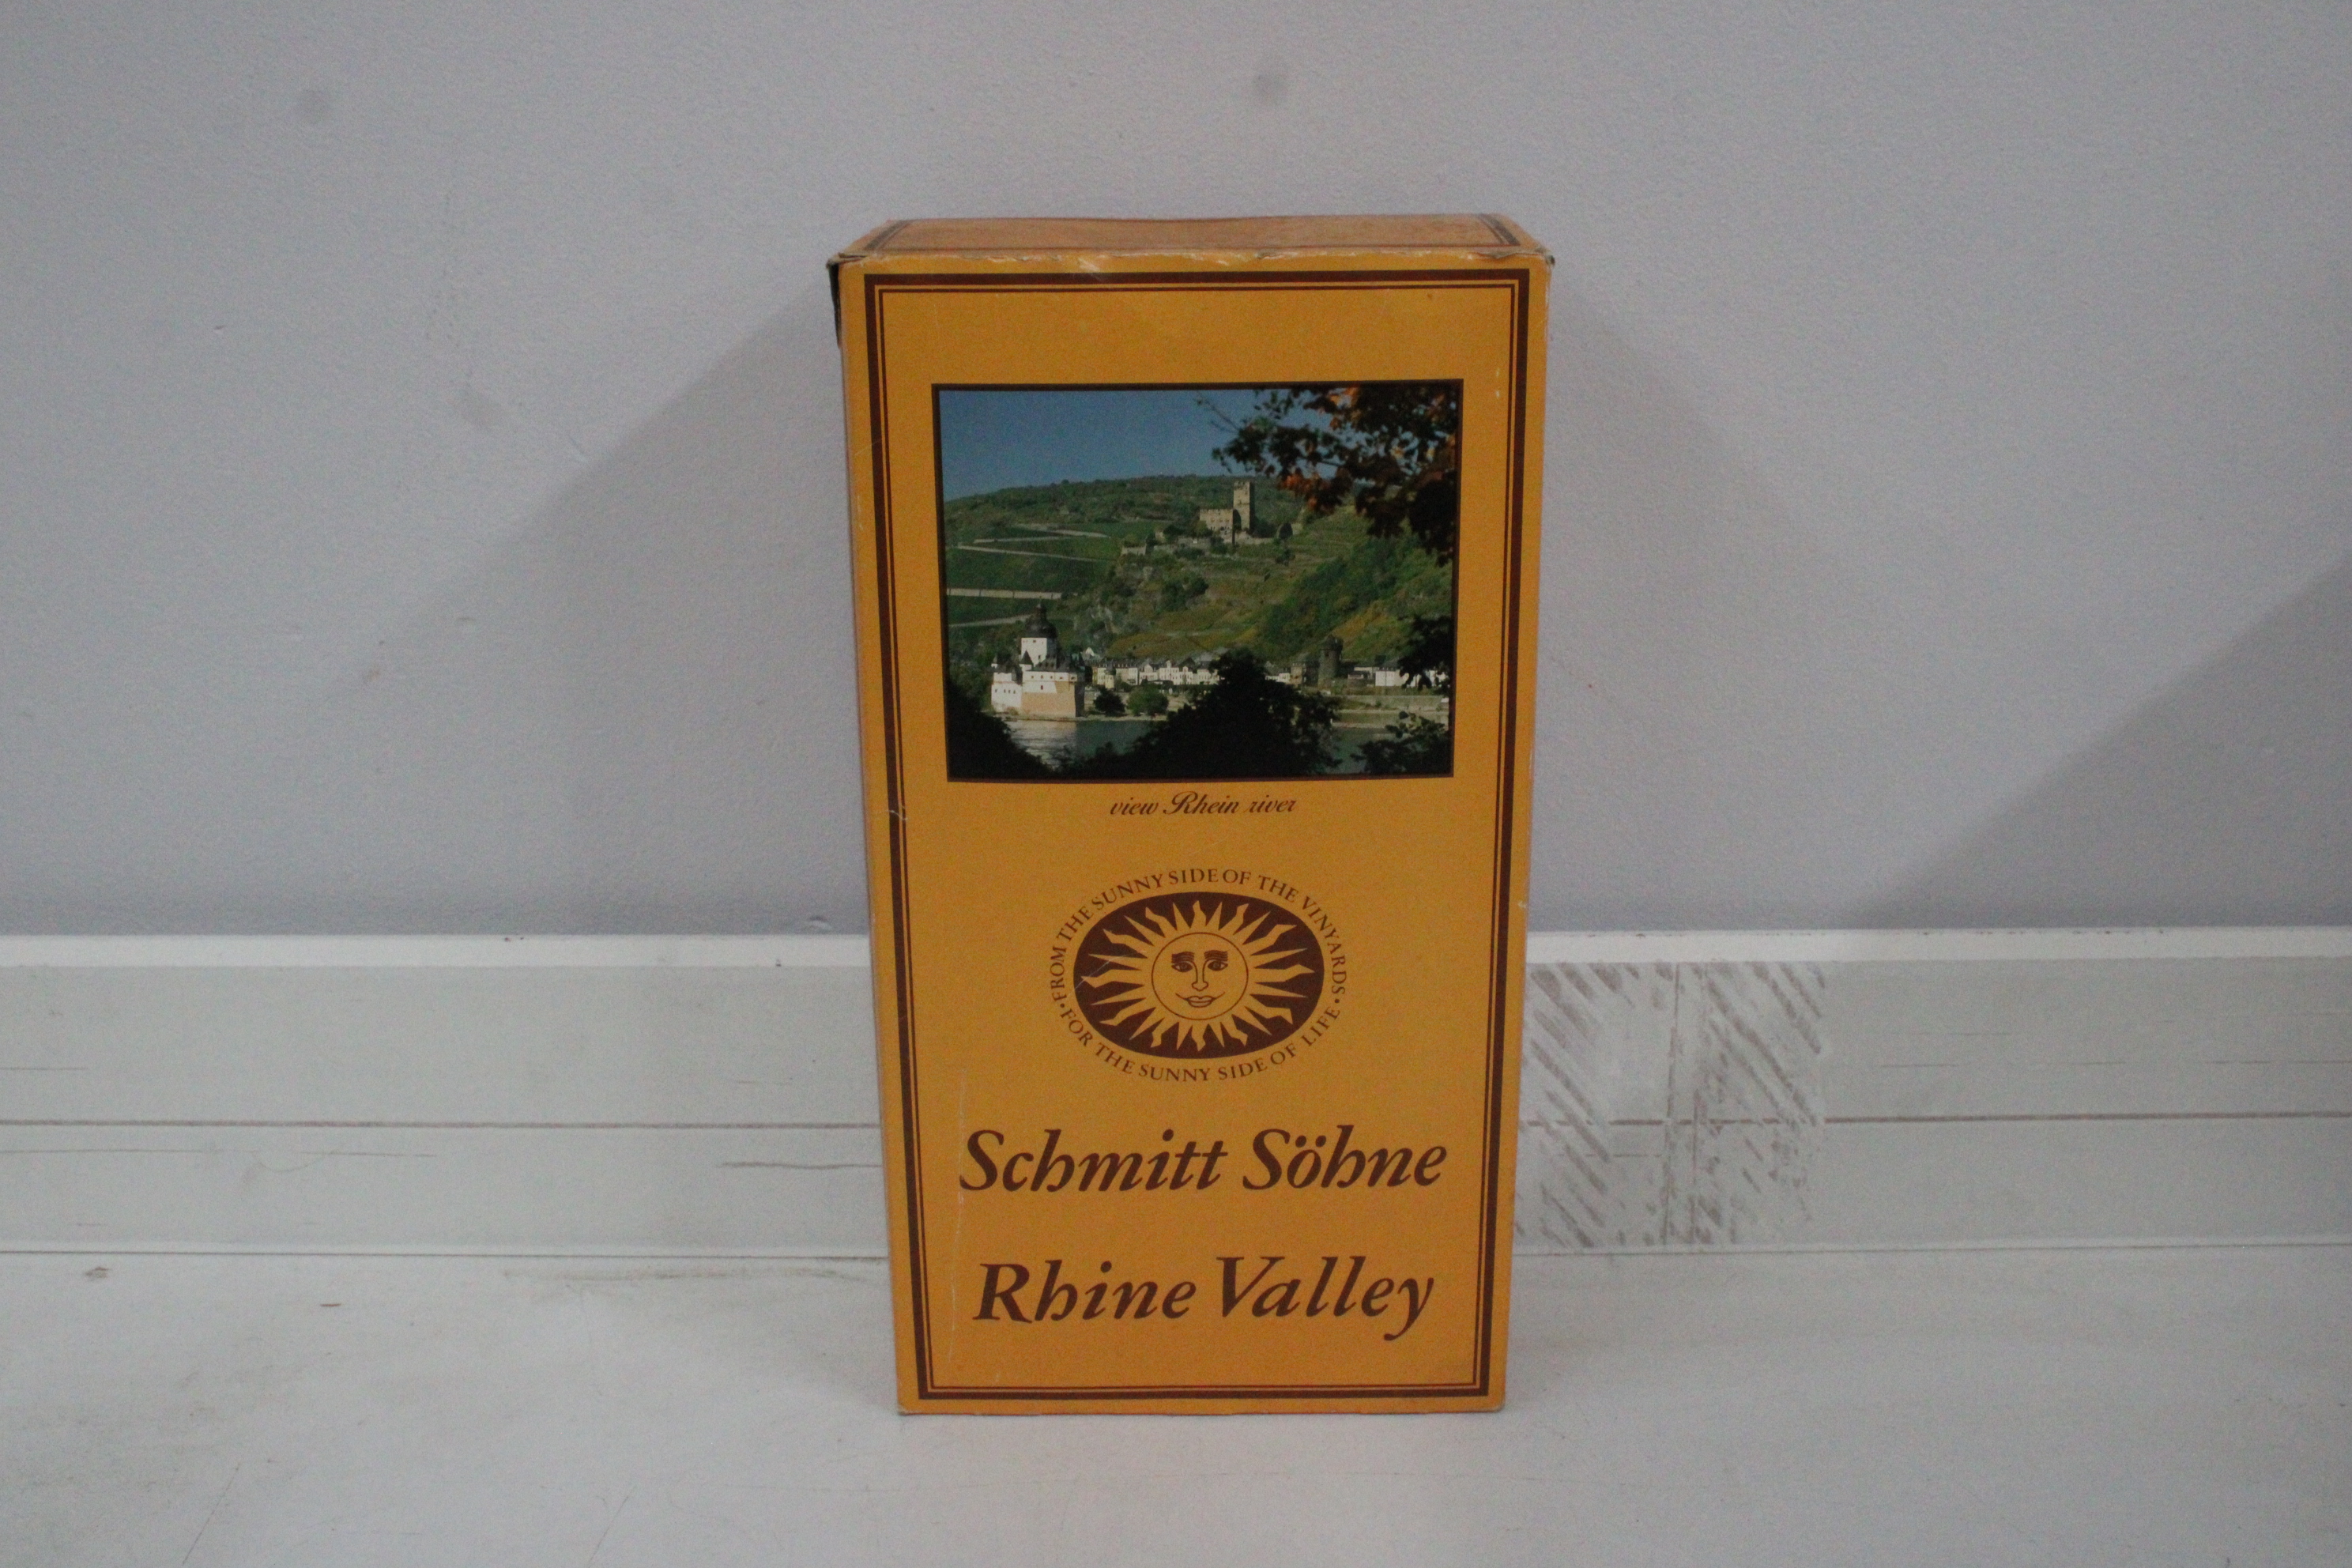 view Rhein river
• FROM THE SUNNY SIDE OF THE VINYARDS •
FOR THE SUNNY SIDE OF LIFE
Schmitt Söhne
Rhine Valley